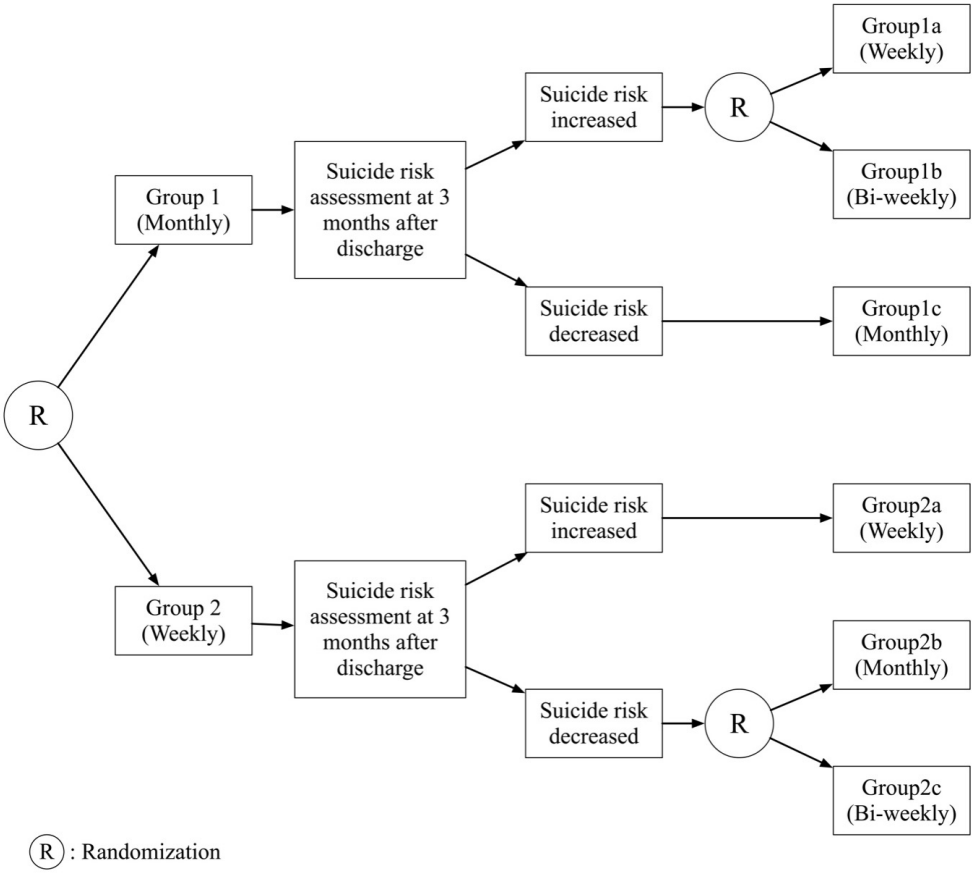 Group1a
(Weekly)
Suicide risk
increased
R
Group1b
(Bi-weekly)
Suicide risk
assessment at 3
months after
discharge
Group 1
(Monthly)
Suicide risk
decreased
Group1c
(Monthly)
R
Suicide risk
increased
Group2a
(Weekly)
Group 2
(Weekly)
Suicide risk
assessment at 3
months after
discharge
Suicide risk
decreased
R
Group2b
(Monthly)
Group2c
(Bi-weekly)
R : Randomization